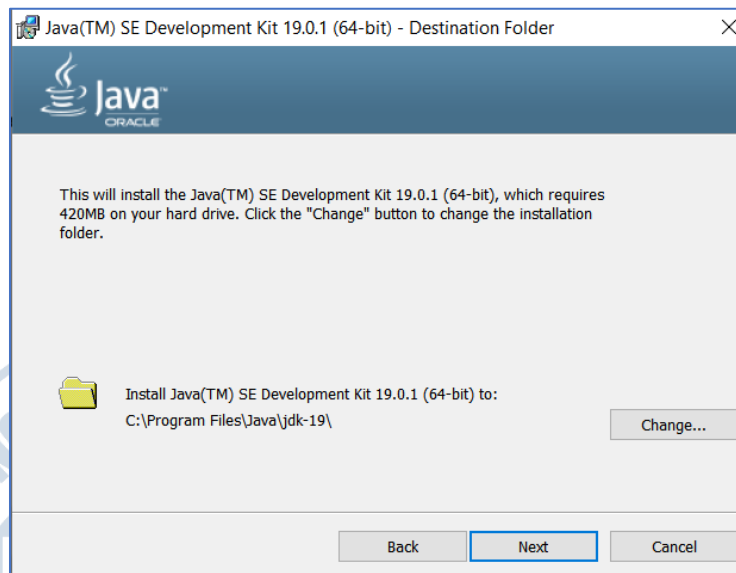 Java(TM) SE Development Kit 19.0.1 (64-bit) - Destination Folder
Java™
ORACLE
This will install the Java(TM) SE Development Kit 19.0.1 (64-bit), which requires
420MB on your hard drive. Click the "Change" button to change the installation
folder.
Install Java(TM) SE Development Kit 19.0.1 (64-bit) to:
C:\Program Files\Java\jdk-19\
Change...
Back
Next
Cancel